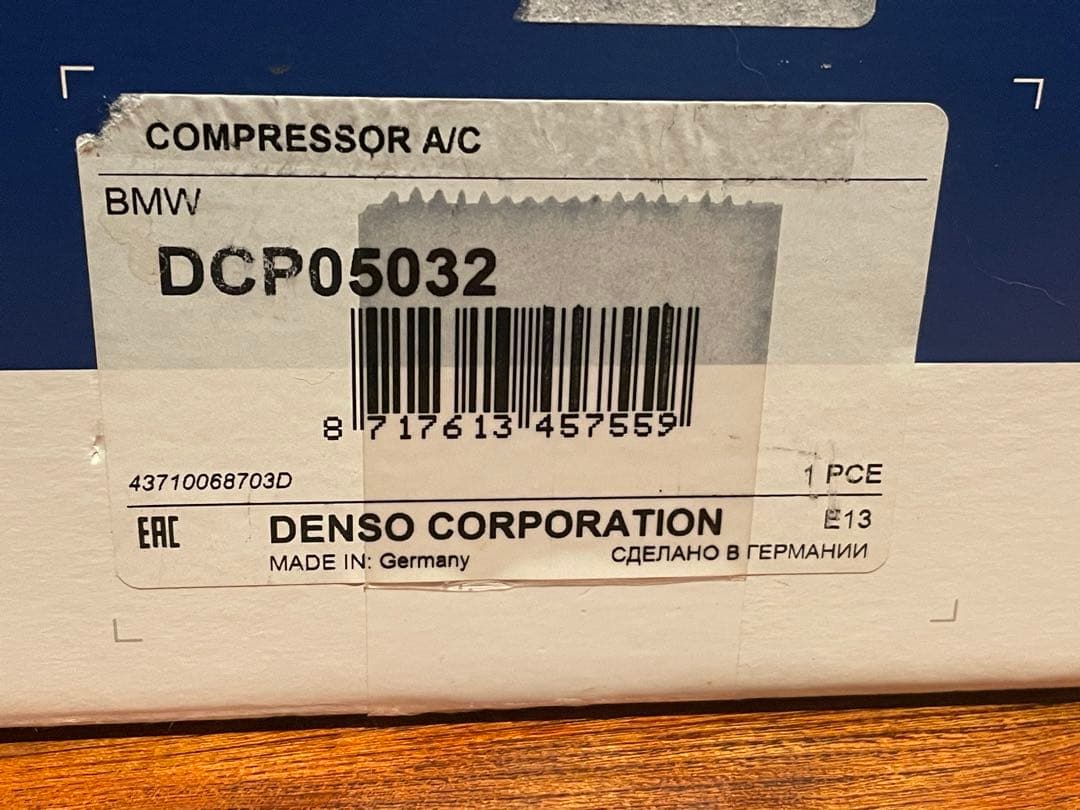 COMPRESSOR A/C
BMW
DCP05032
8 717613 457559
43710068703D
1 PCE
EAC DENSO CORPORATION E13
MADE IN: Germany СДЕЛАНО В ГЕРМАНИИ